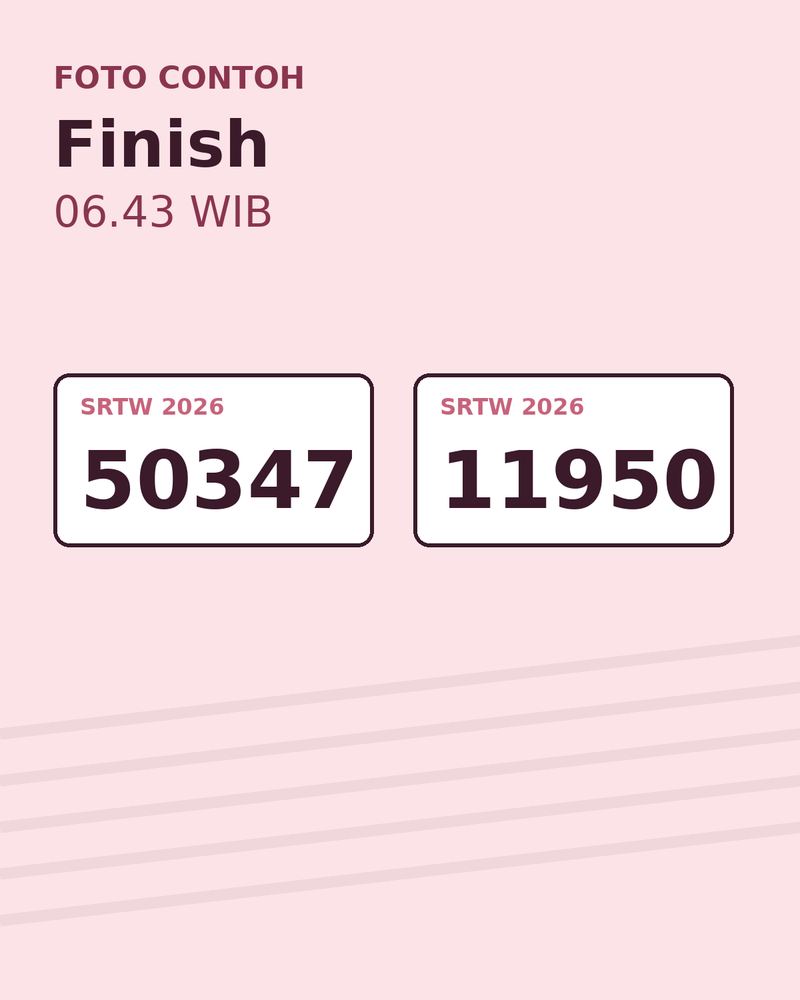 FOTO CONTOH
Finish
06.43 WIB
SRTW 2026
50347
SRTW 2026
11950